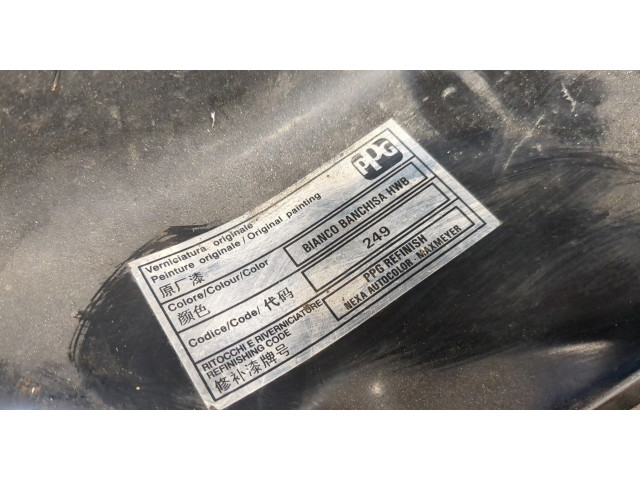 PPG
Verniciatura originale
Peinture originale/Original painting
原厂漆
Colore/Colour/Color
颜色
BIANCO BANCHISA HWB
Codice/Code/代码
249
RITOCCHI E RIVERNICIATURE
REFINISHING CODE
修补漆牌号
PPG REFINISH
NEXA AUTOCOLOR - MAXMEYER